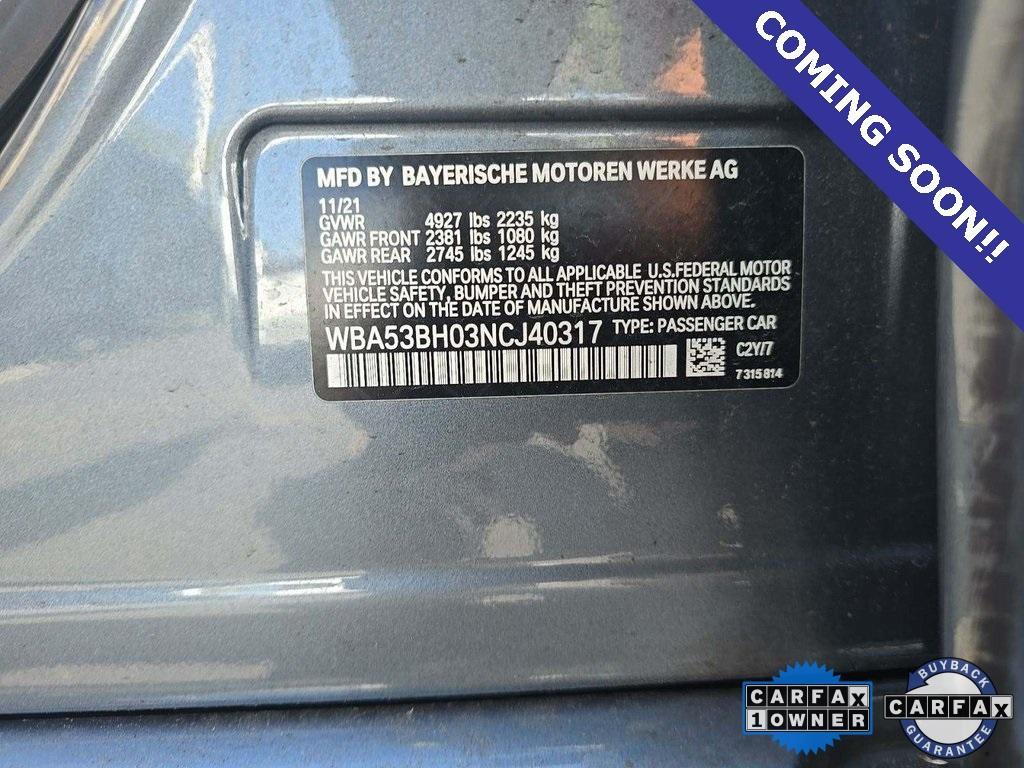 COMING SOON!!
MFD BY BAYERISCHE MOTOREN WERKE AG
11/21
GVWR 4927 lbs 2235 kg
GAWR FRONT 2381 lbs 1080 kg
GAWR REAR 2745 lbs 1245 kg
THIS VEHICLE CONFORMS TO ALL APPLICABLE U.S.FEDERAL MOTOR
VEHICLE SAFETY, BUMPER AND THEFT PREVENTION STANDARDS
IN EFFECT ON THE DATE OF MANUFACTURE SHOWN ABOVE.
WBA53BH03NCJ40317 TYPE: PASSENGER CAR
C2Y/7
7315814
CARFAX
1 OWNER
BUYBACK
CARFAX
GUARANTEE